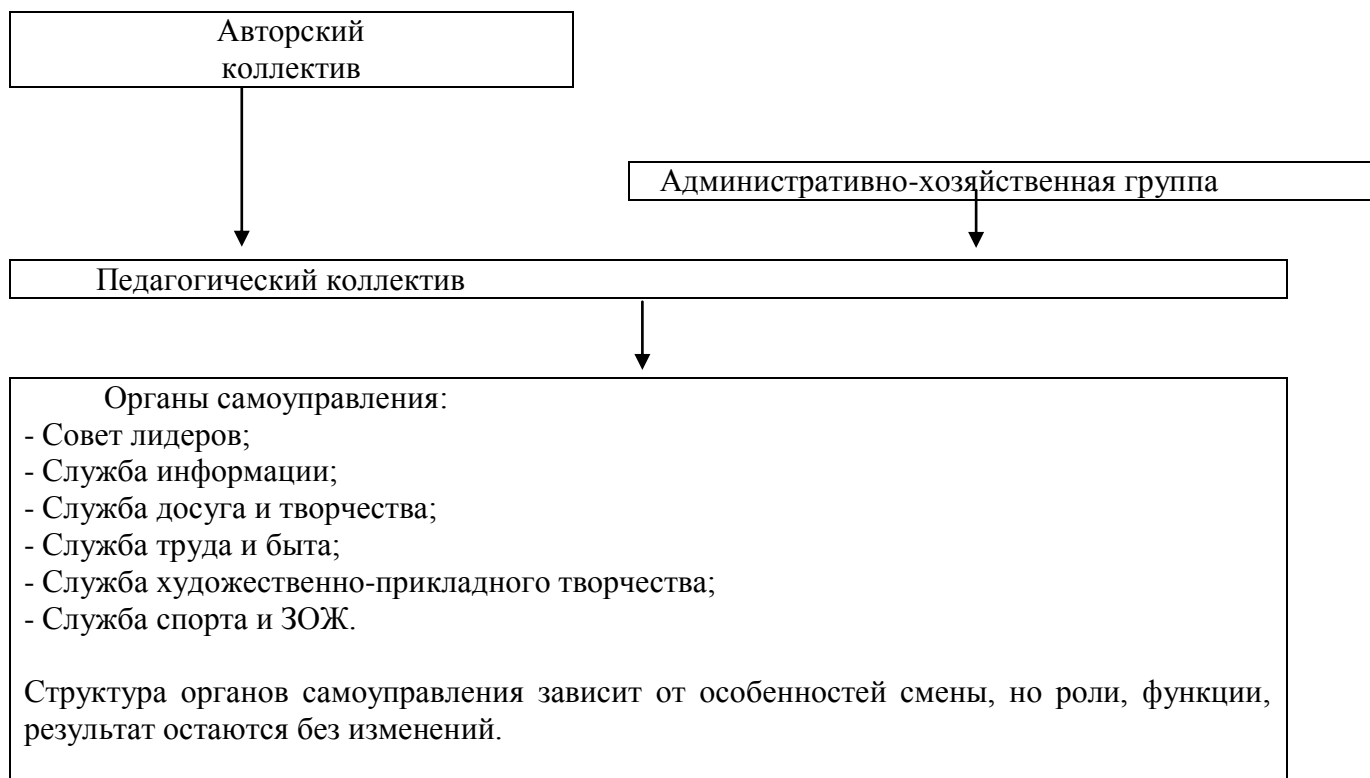 Авторский
коллектив
Административно-хозяйственная группа
Педагогический коллектив
Органы самоуправления:
- Совет лидеров;
- Служба информации;
- Служба досуга и творчества;
- Служба труда и быта;
- Служба художественно-прикладного творчества;
- Служба спорта и ЗОЖ.
Структура органов самоуправления зависит от особенностей смены, но роли, функции,
результат остаются без изменений.